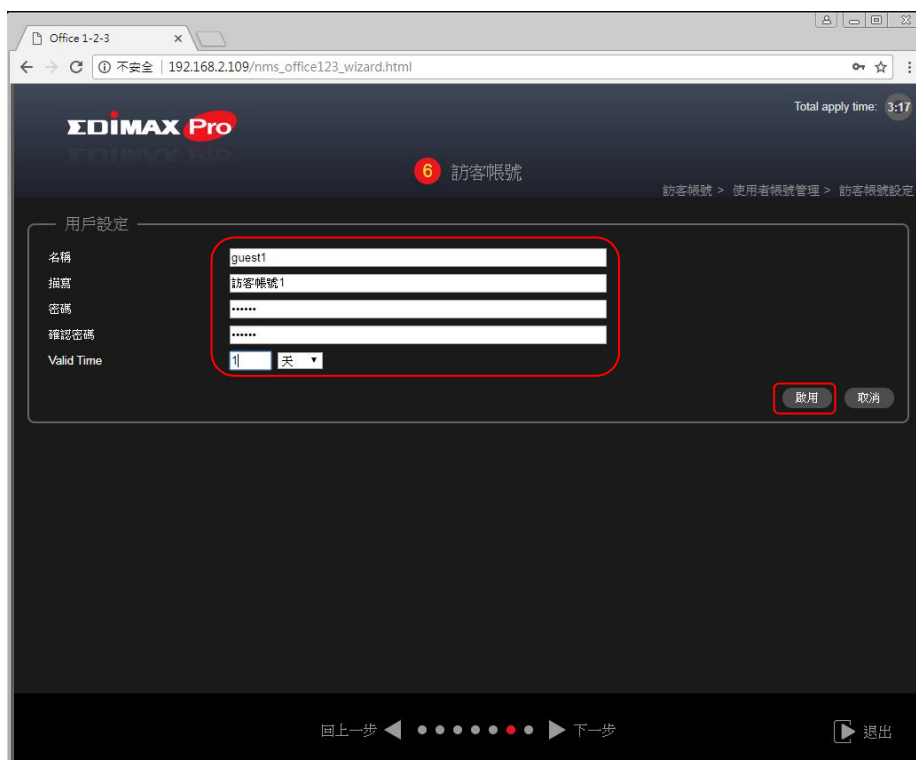 Office 1-2-3
不安全 | 192.168.2.109/nms_office123_wizard.html
Total apply time: 3:17
EDIMAX Pro
6 訪客帳號
訪客帳號 > 使用者帳號管理 > 訪客帳號設定
用戶設定
名稱 guest1
描寫 訪客帳號1
密碼 ••••••
確認密碼 ••••••
Valid Time 1 天
啟用 取消
回上一步 下一步 退出